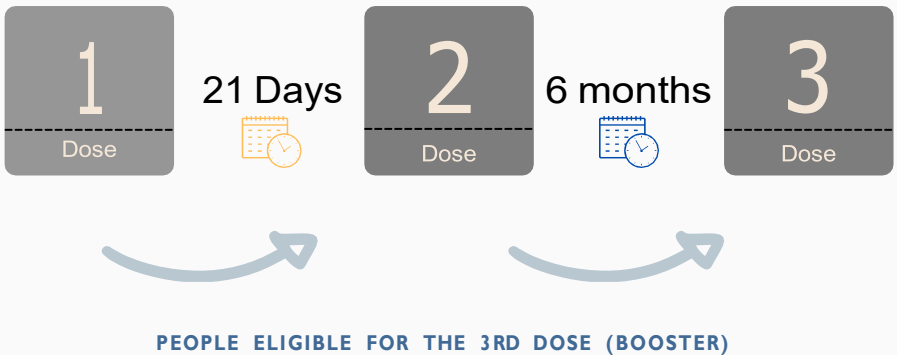 1
Dose
21 Days
2
Dose
6 months
3
Dose
PEOPLE ELIGIBLE FOR THE 3RD DOSE (BOOSTER)